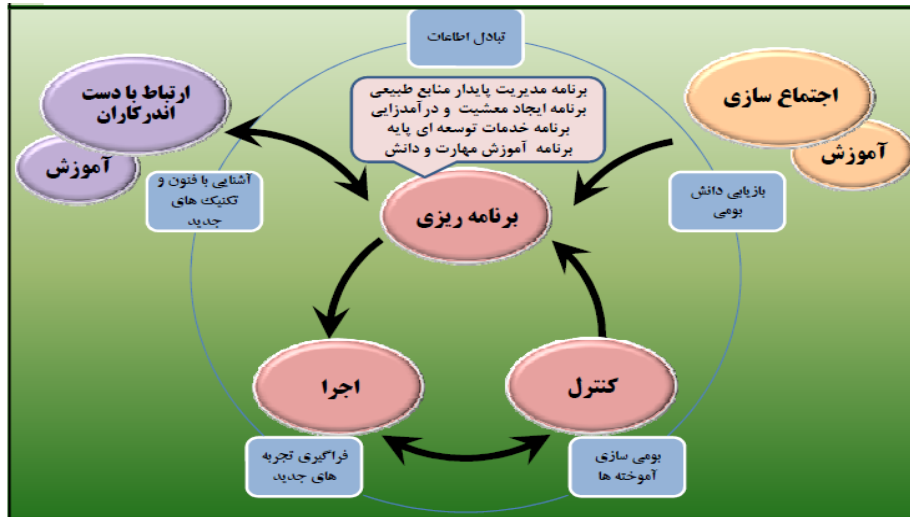 تبادل اطاعات
ارتباط با دست
اندرکاران
آموزش
برنامه مدیریت پایدار منابع طبیعی
برنامه ایجاد معشیت و درآمدزایی
برنامه خدمات توسعه ای پایه
برنامه آموزش مهارت و دانش
اجتماع سازی
آموزش
آشنایی با فنون و
تکنیک های
جدید
برنامه ریزی
بازیابی دانش
بومی
اجرا
کنترل
فراگیری تجربه
های جدید
بومی سازی
آموخته ها